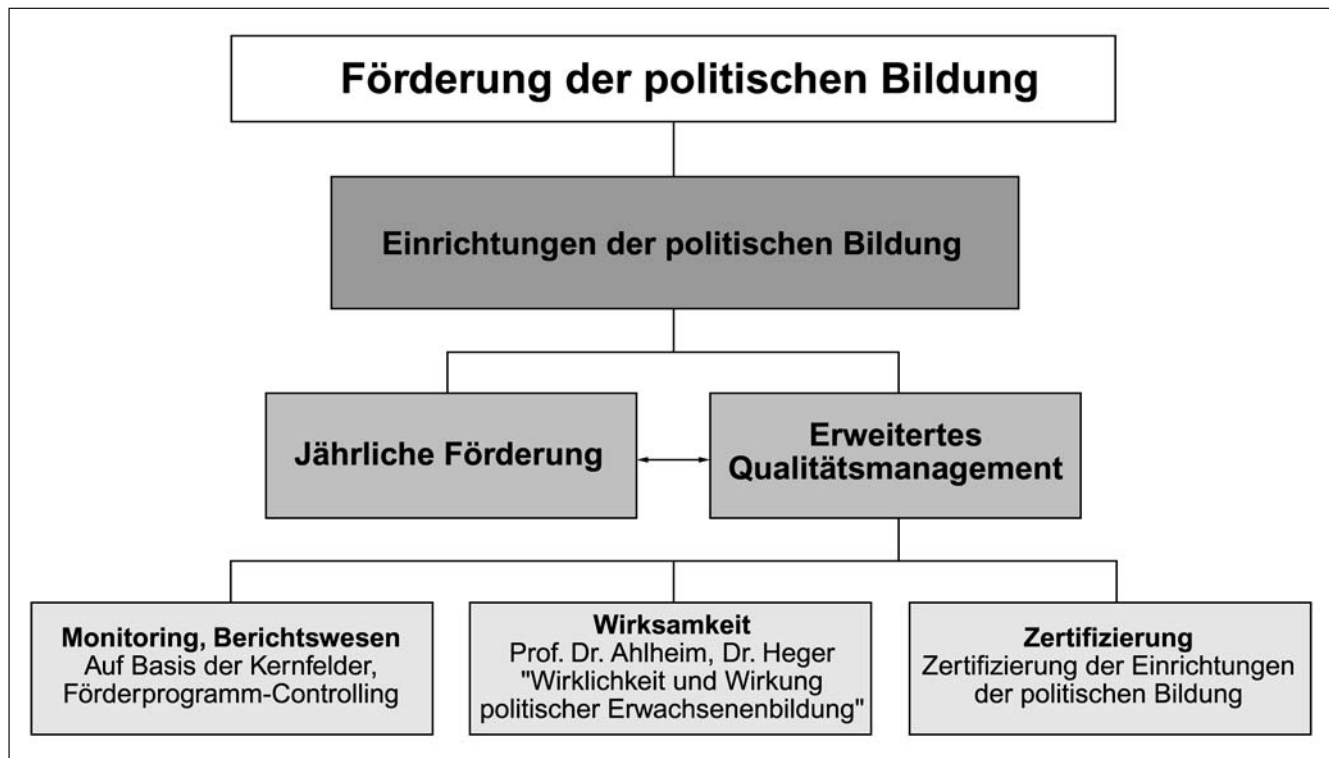 Förderung der politischen Bildung
Einrichtungen der politischen Bildung
Jährliche Förderung
Erweitertes
Qualitätsmanagement
Monitoring, Berichtswesen
Auf Basis der Kernfelder,
Förderprogramm-Controlling
Wirksamkeit
Prof. Dr. Ahlheim, Dr. Heger
"Wirklichkeit und Wirkung
politischer Erwachsenenbildung"
Zertifizierung
Zertifizierung der Einrichtungen
der politischen Bildung